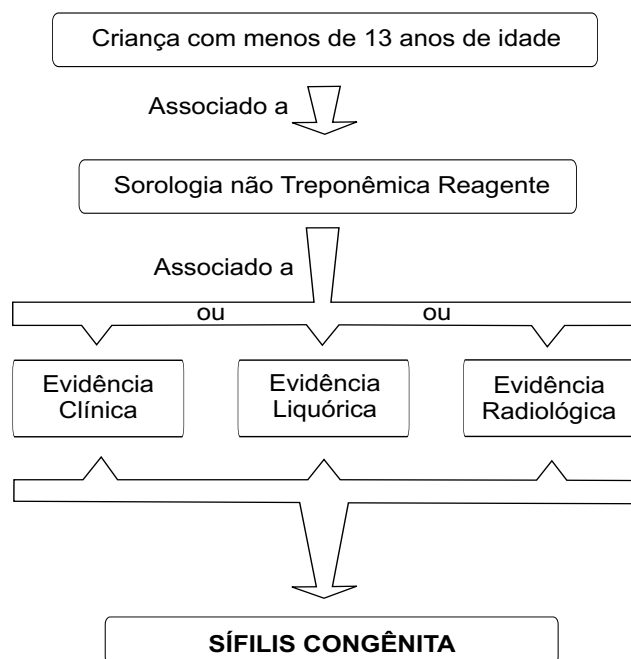 Criança com menos de 13 anos de idade
Associado a
Sorologia não Treponêmica Reagente
Associado a
ou ou
Evidência
Clínica
Evidência
Liquórica
Evidência
Radiológica
SÍFILIS CONGÊNITA